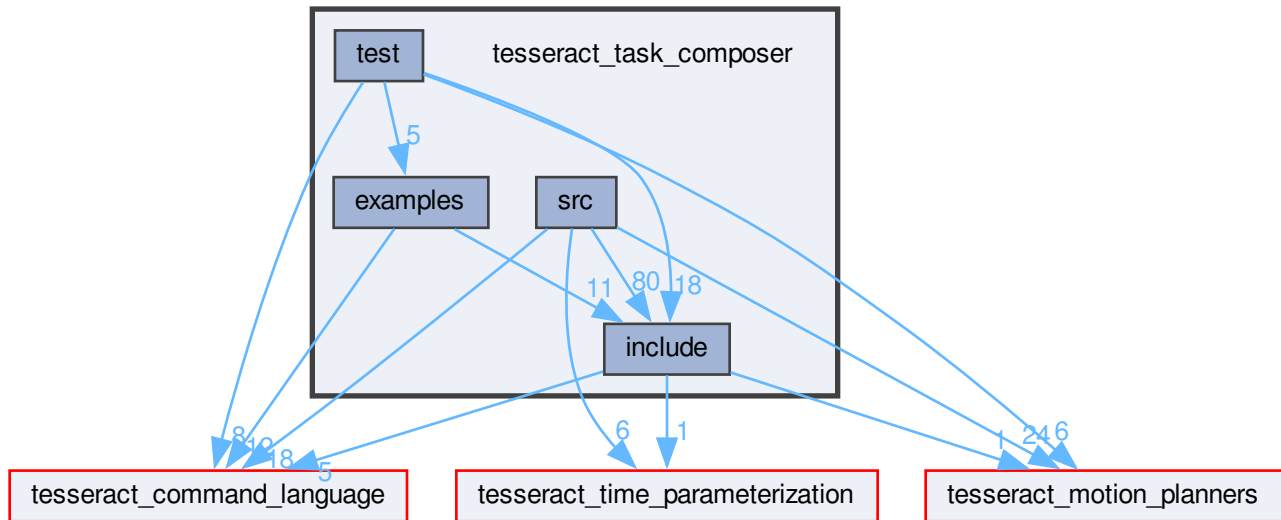 test
tesseract_task_composer
5
examples
src
11
80
18
include
8
12
18
5
6
1
1
24
6
tesseract_command_language
tesseract_time_parameterization
tesseract_motion_planners